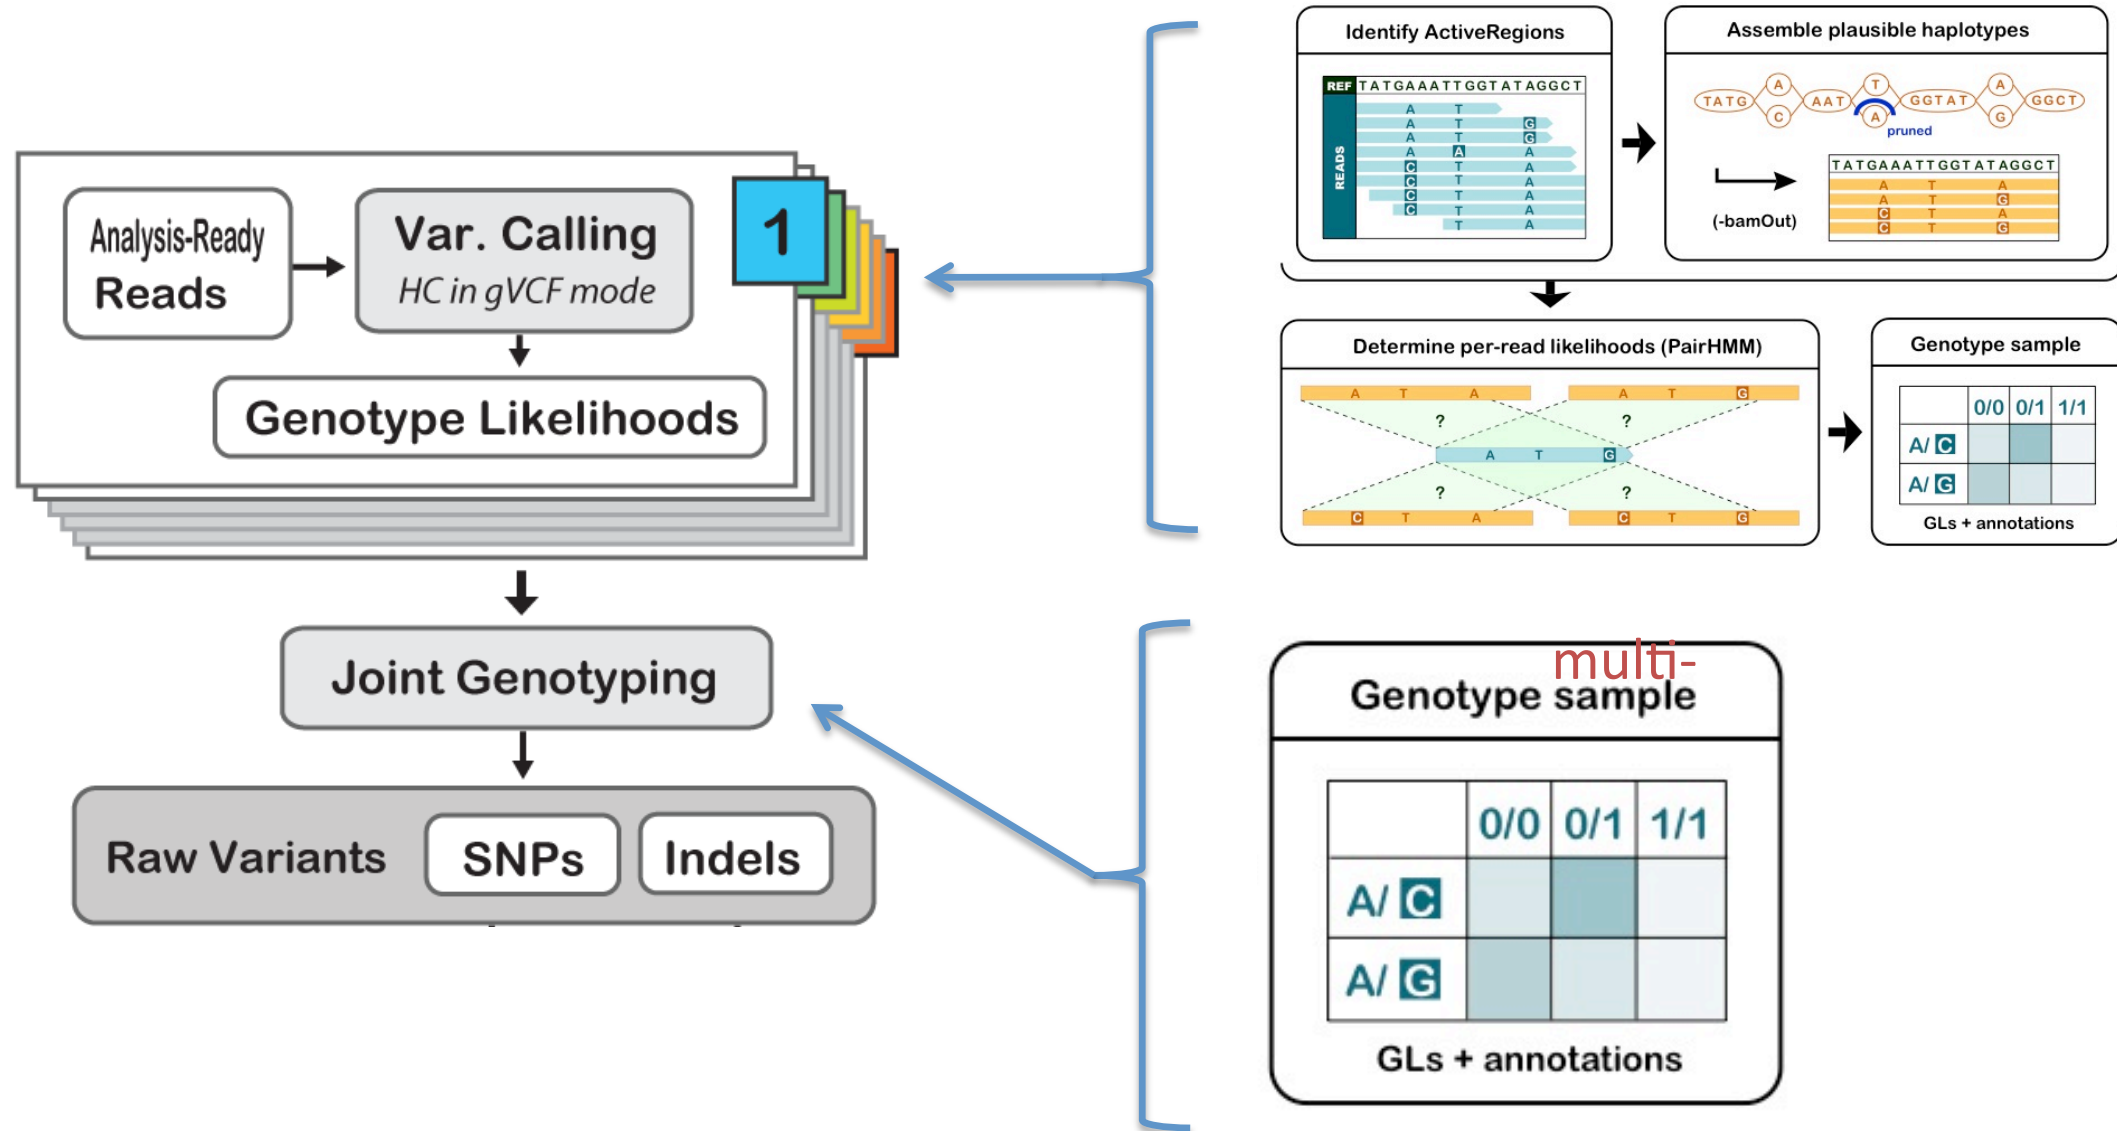 Analysis-Ready
Reads
Var. Calling
HC in gVCF mode
1
Genotype Likelihoods
Joint Genotyping
Raw Variants
SNPs
Indels
Identify ActiveRegions
REF TATGAAATTGGTATAGGCT
READS
A T
A T G
A T G
A A A
C T A
C T A
C T A
C T A
T A
Assemble plausible haplotypes
TATG
A
C
AAT
T
A
pruned
GGTAT
A
G
GGCT
(-bamOut)
TATGAAATTGGTATAGGCT
A T A
A T G
C T A
C T G
Determine per-read likelihoods (PairHMM)
A T A
A T G
? ?
A T G
? ?
C T A
C T G
Genotype sample
0/0 0/1 1/1
A/ C
A/ G
GLs + annotations
multi-
Genotype sample
0/0 0/1 1/1
A/ C
A/ G
GLs + annotations